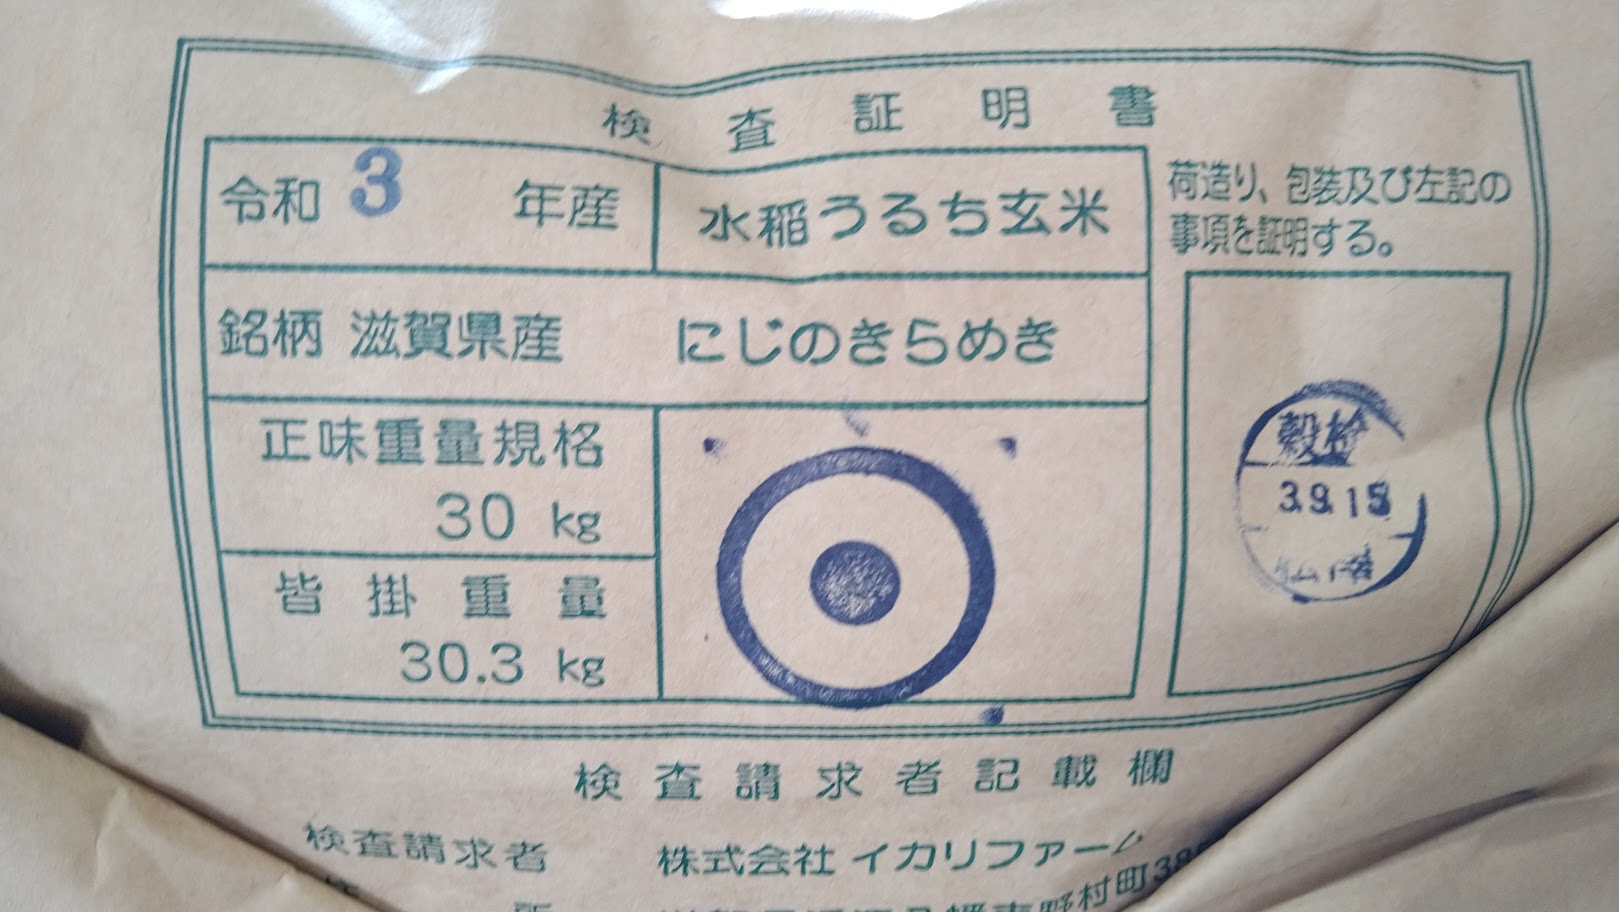 検査証明書
令和 3 年産
水稲うるち玄米
荷造り、包装及び左記の
事項を証明する。
銘柄 滋賀県産 にじのきらめき
正味重量規格
30 kg
皆掛重量
30.3 kg
穀検
3.9.15
検査請求者記載欄
検査請求者 株式会社 イカリファーム
野村町